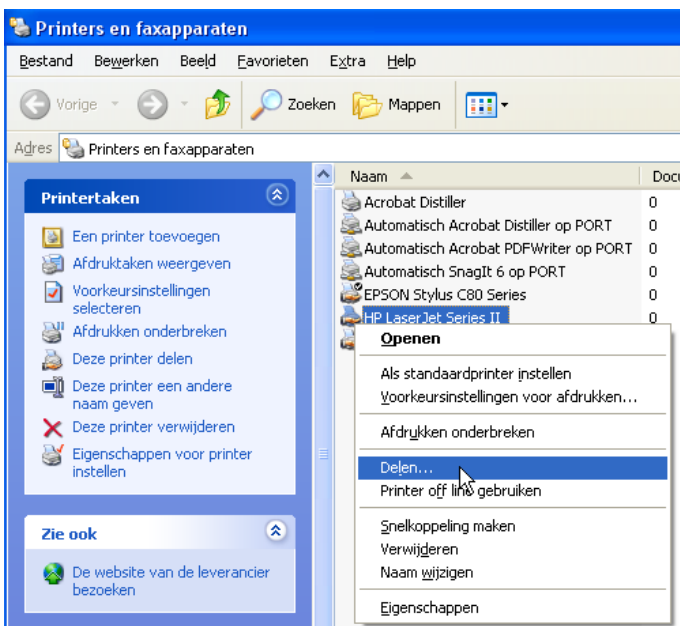 Printers en faxapparaten
Bestand Bewerken Beeld Favorieten Extra Help
Vorige Zoeken Mappen
Adres Printers en faxapparaten
Printertaken
Een printer toevoegen
Afdruktaken weergeven
Voorkeursinstellingen
selecteren
Afdrukken onderbreken
Deze printer delen
Deze printer een andere
naam geven
Deze printer verwijderen
Eigenschappen voor printer
instellen
Zie ook
De website van de leverancier
bezoeken
Naam Docu
Acrobat Distiller 0
Automatisch Acrobat Distiller op PORT 0
Automatisch Acrobat PDFWriter op PORT 0
Automatisch SnagIt 6 op PORT 0
EPSON Stylus C80 Series 0
HP LaserJet Series II 0
Openen
Als standaardprinter instellen
Voorkeursinstellingen voor afdrukken...
Afdrukken onderbreken
Delen...
Printer off line gebruiken
Snelkoppeling maken
Verwijderen
Naam wijzigen
Eigenschappen